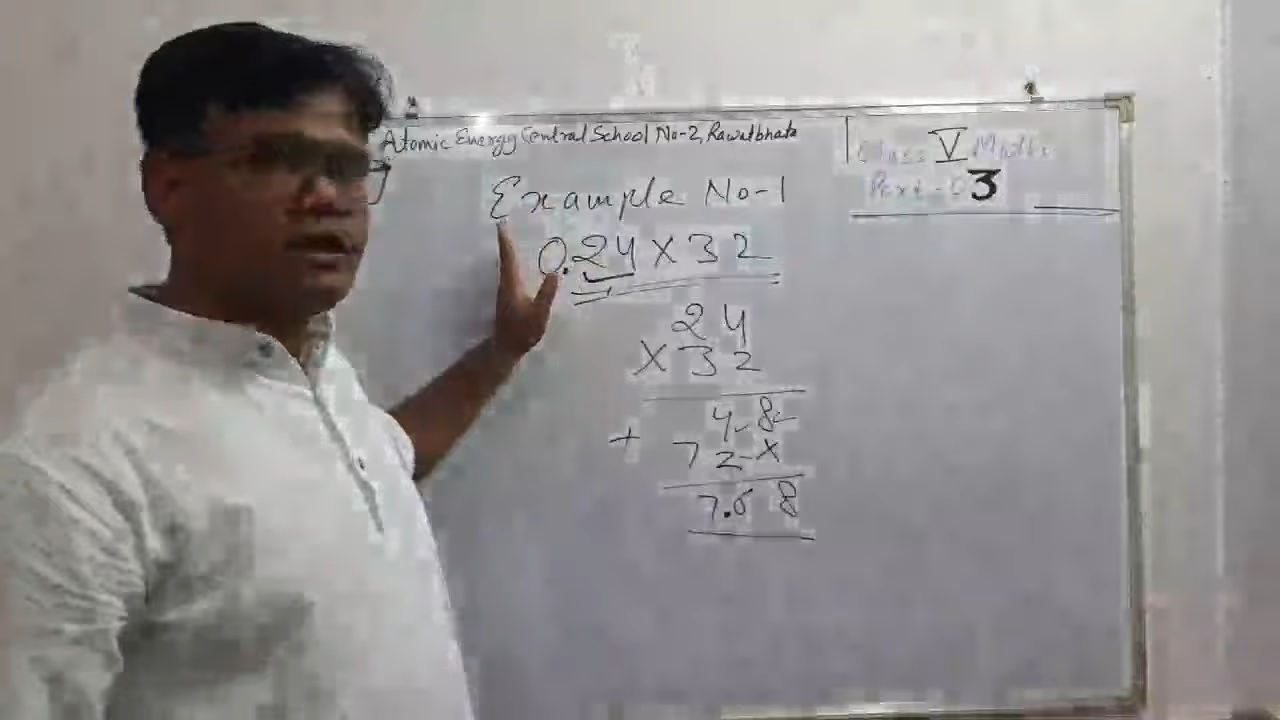 Atomic Energy Central School No-2, Rawatbhata
Class V Maths
Part-03
Example No-1
0.24 X 32
24
X 32
48
+ 72 X
7.68